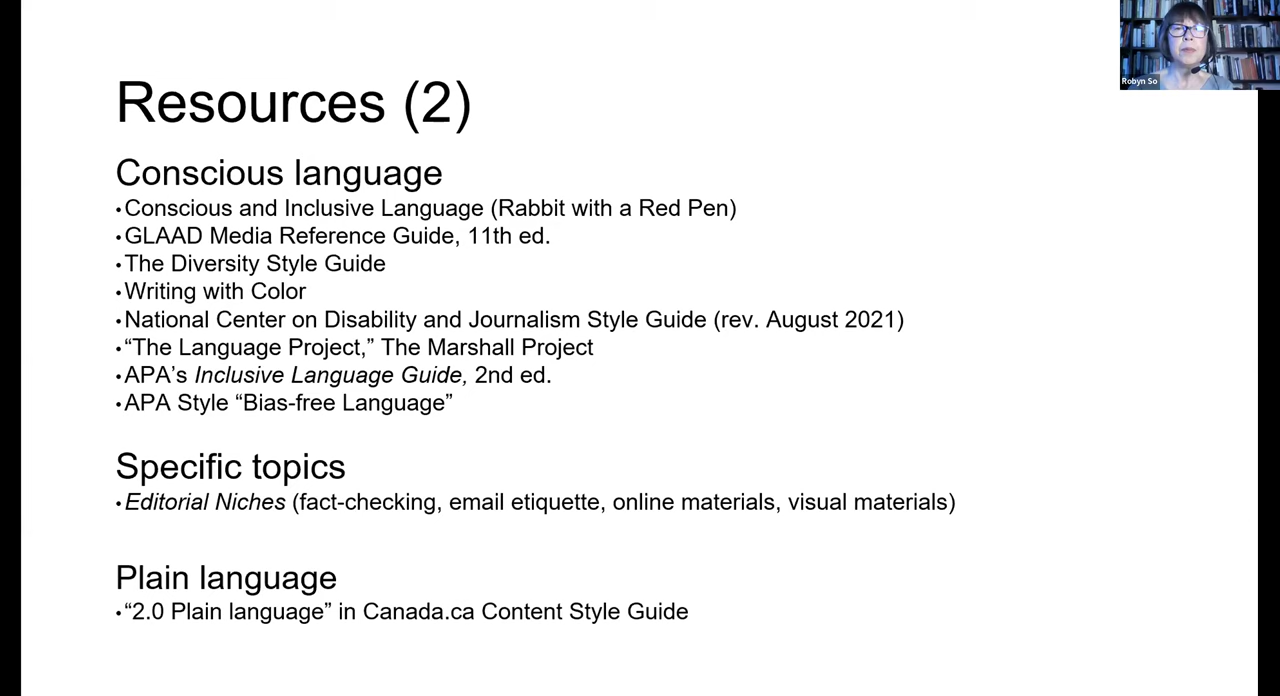 Robyn So
Resources (2)
Conscious language
•Conscious and Inclusive Language (Rabbit with a Red Pen)
•GLAAD Media Reference Guide, 11th ed.
•The Diversity Style Guide
•Writing with Color
•National Center on Disability and Journalism Style Guide (rev. August 2021)
•“The Language Project,” The Marshall Project
•APA’s Inclusive Language Guide, 2nd ed.
•APA Style “Bias-free Language”
Specific topics
•Editorial Niches (fact-checking, email etiquette, online materials, visual materials)
Plain language
•“2.0 Plain language” in Canada.ca Content Style Guide